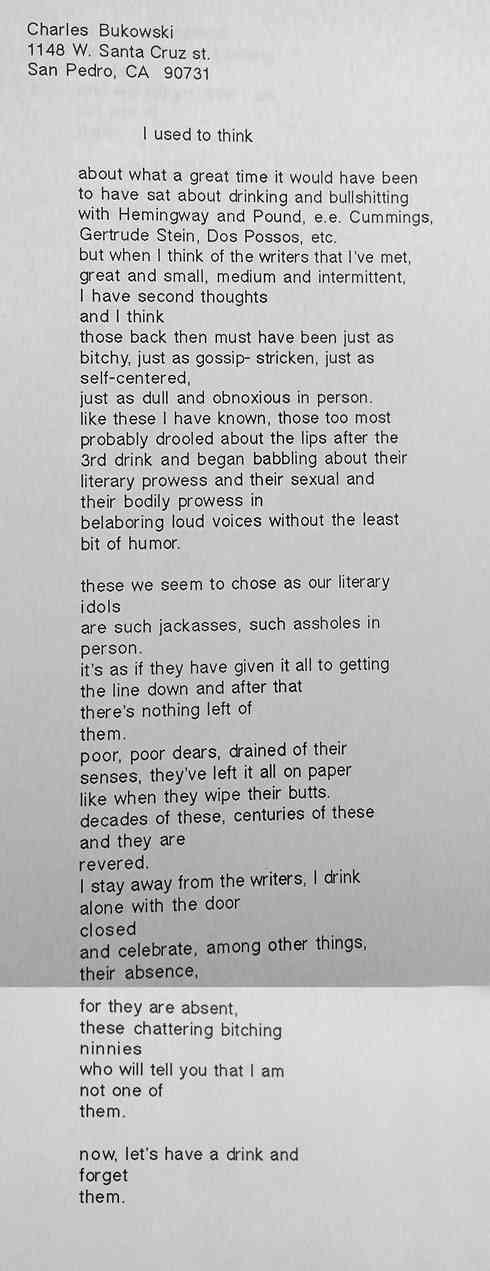 Charles Bukowski
1148 W. Santa Cruz st.
San Pedro, CA 90731
I used to think
about what a great time it would have been
to have sat about drinking and bullshitting
with Hemingway and Pound, e.e. Cummings,
Gertrude Stein, Dos Possos, etc.
but when I think of the writers that I've met,
great and small, medium and intermittent,
I have second thoughts
and I think
those back then must have been just as
bitchy, just as gossip- stricken, just as
self-centered,
just as dull and obnoxious in person.
like these I have known, those too most
probably drooled about the lips after the
3rd drink and began babbling about their
literary prowess and their sexual and
their bodily prowess in
belaboring loud voices without the least
bit of humor.
these we seem to chose as our literary
idols
are such jackasses, such assholes in
person.
it's as if they have given it all to getting
the line down and after that
there's nothing left of
them.
poor, poor dears, drained of their
senses, they've left it all on paper
like when they wipe their butts.
decades of these, centuries of these
and they are
revered.
I stay away from the writers, I drink
alone with the door
closed
and celebrate, among other things,
their absence,
for they are absent,
these chattering bitching
ninnies
who will tell you that I am
not one of
them.
now, let's have a drink and
forget
them.